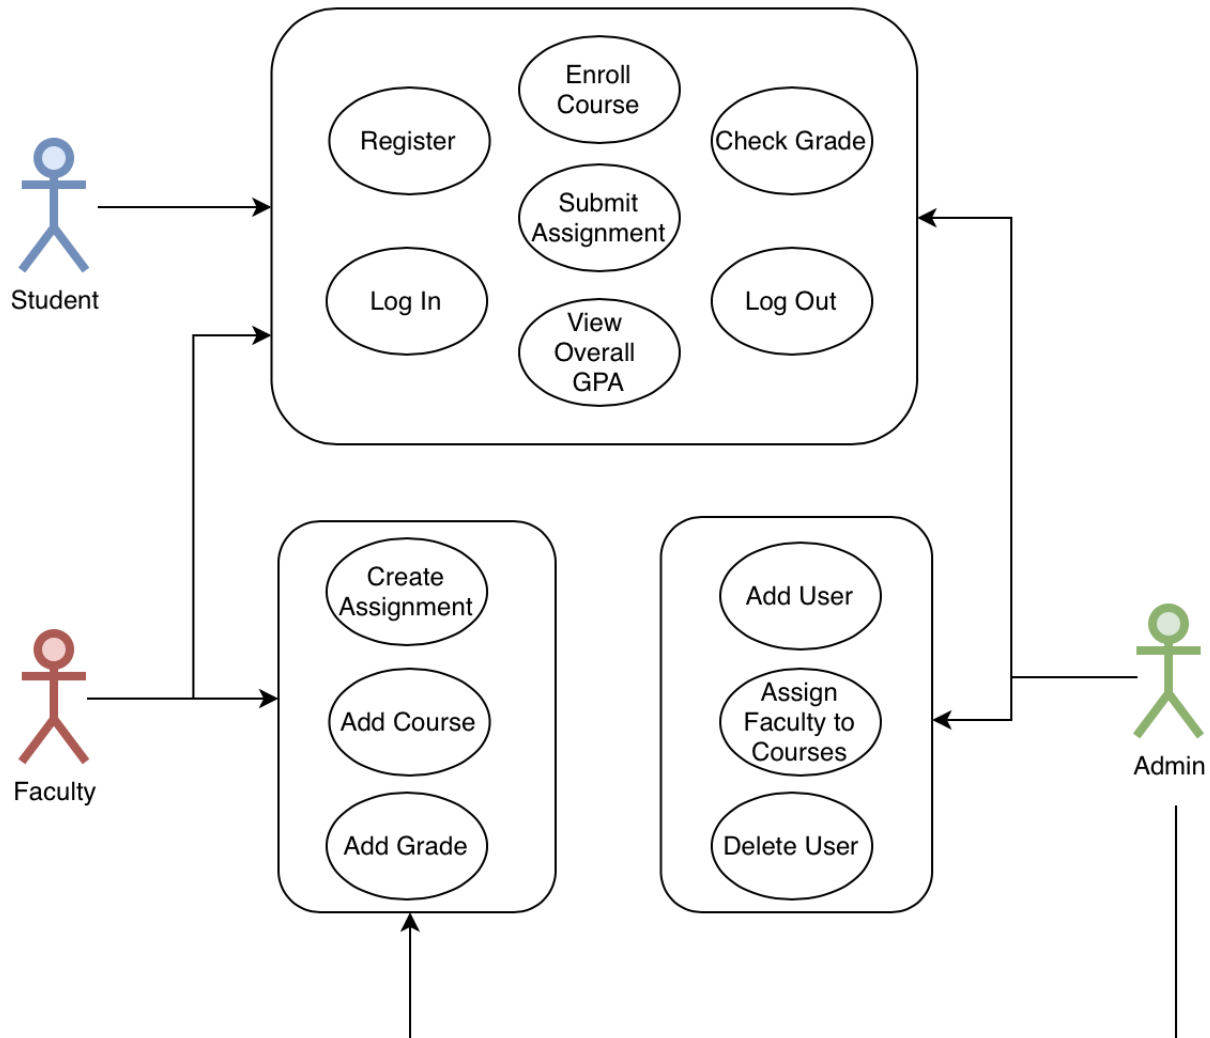 Enroll
Course
Register
Check Grade
Submit
Assignment
Student
Log In
Log Out
View
Overall
GPA
Create
Assignment
Add User
Add Course
Assign
Faculty to
Courses
Faculty
Admin
Add Grade
Delete User